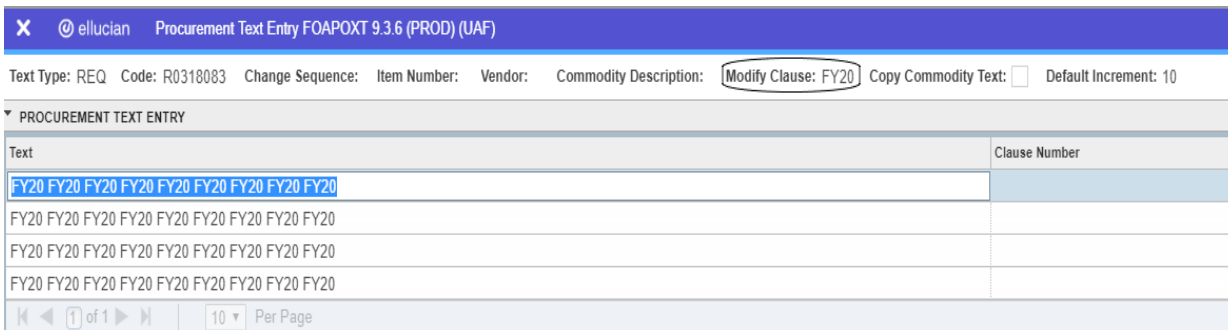 X ellucian Procurement Text Entry FOAPOXT 9.3.6 (PROD) (UAF)
Text Type: REQ Code: R0318083 Change Sequence: Item Number: Vendor: Commodity Description: Modify Clause: FY20 Copy Commodity Text: Default Increment: 10
PROCUREMENT TEXT ENTRY
Text Clause Number
FY20 FY20 FY20 FY20 FY20 FY20 FY20 FY20 FY20
FY20 FY20 FY20 FY20 FY20 FY20 FY20 FY20 FY20
FY20 FY20 FY20 FY20 FY20 FY20 FY20 FY20 FY20
FY20 FY20 FY20 FY20 FY20 FY20 FY20 FY20 FY20
1 of 1 10 Per Page